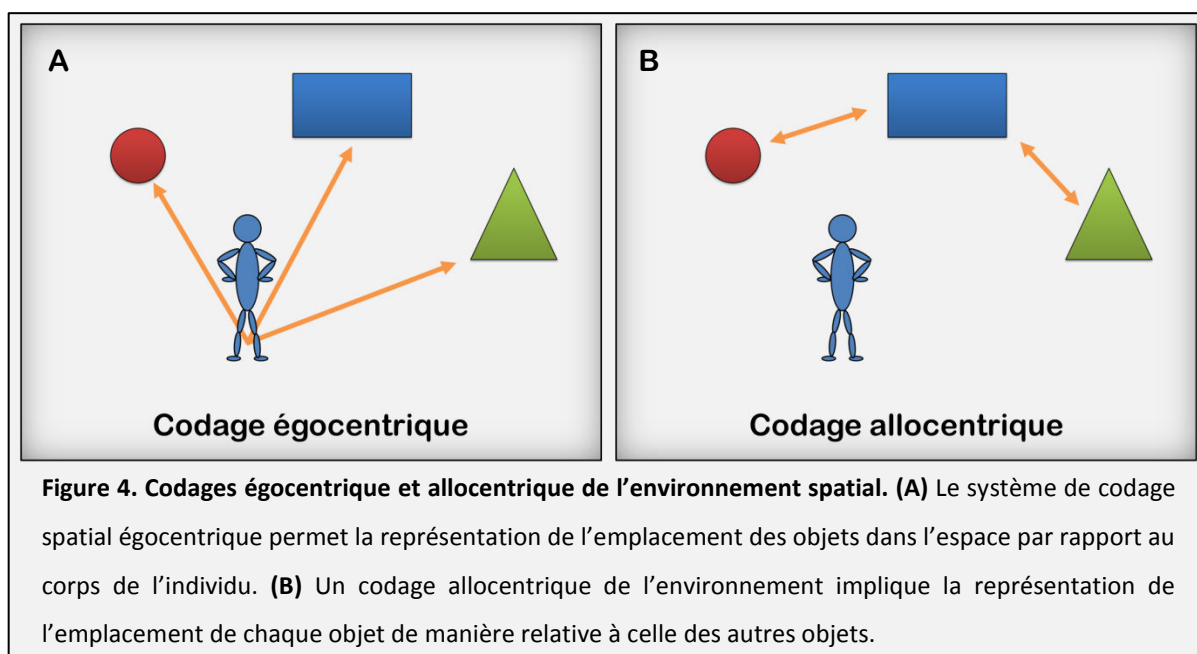 A
B
Codage égocentrique
Codage allocentrique
Figure 4. Codages égocentrique et allocentrique de l’environnement spatial. (A) Le système de codage
spatial égocentrique permet la représentation de l’emplacement des objets dans l’espace par rapport au
corps de l’individu. (B) Un codage allocentrique de l’environnement implique la représentation de
l’emplacement de chaque objet de manière relative à celle des autres objets.